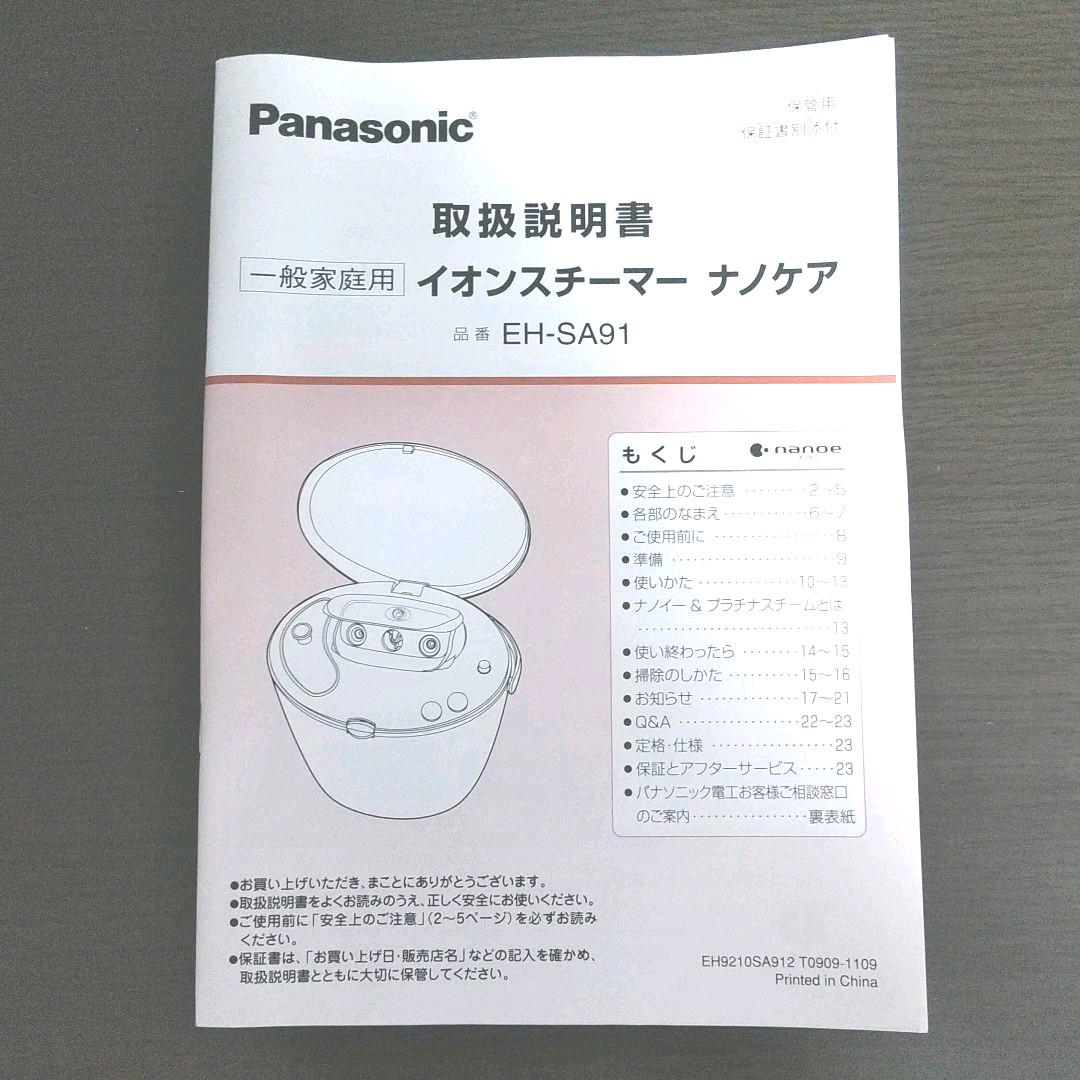 Panasonic®
保管用
保証書別添付
取扱説明書
一般家庭用 イオンスチーマー ナノケア
品番 EH-SA91
もくじ nanoe
●安全上のご注意 ········· 2~5
●各部のなまえ ············ 6~7
●ご使用前に ················ 8
●準備 ····················· 9
●使いかた ············· 10~13
●ナノイー & プラチナスチームとは
························· 13
●使い終わったら ········ 14~15
●掃除のしかた ·········· 15~16
●お知らせ ············· 17~21
●Q&A ················ 22~23
●定格·仕様 ················ 23
●保証とアフターサービス ····· 23
●パナソニック電工お客様ご相談窓口
のご案内 ················ 裏表紙
●お買い上げいただき、まことにありがとうございます。
●取扱説明書をよくお読みのうえ、正しく安全にお使いください。
●ご使用前に「安全上のご注意」(2~5ページ)を必ずお読み
ください。
●保証書は、「お買い上げ日·販売店名」などの記入を確かめ、
取扱説明書とともに大切に保管してください。
EH9210SA912 T0909-1109
Printed in China